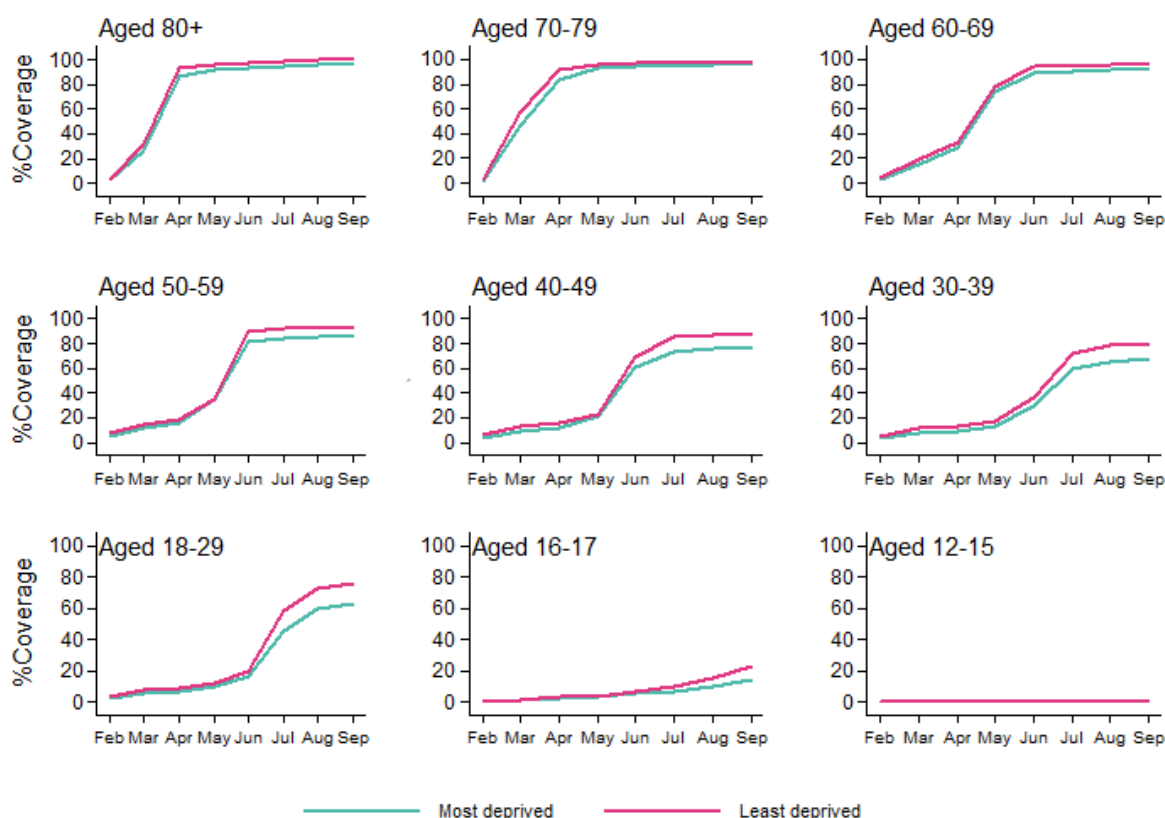 Aged 80+ Aged 70-79 Aged 60-69
%Coverage
100 100 100
80 80 80
60 60 60
40 40 40
20 20 20
0 0 0
Feb Mar Apr May Jun Jul Aug Sep Feb Mar Apr May Jun Jul Aug Sep Feb Mar Apr May Jun Jul Aug Sep
Aged 50-59 Aged 40-49 Aged 30-39
%Coverage
100 100 100
80 80 80
60 60 60
40 40 40
20 20 20
0 0 0
Feb Mar Apr May Jun Jul Aug Sep Feb Mar Apr May Jun Jul Aug Sep Feb Mar Apr May Jun Jul Aug Sep
Aged 18-29 Aged 16-17 Aged 12-15
%Coverage
100 100 100
80 80 80
60 60 60
40 40 40
20 20 20
0 0 0
Feb Mar Apr May Jun Jul Aug Sep Feb Mar Apr May Jun Jul Aug Sep Feb Mar Apr May Jun Jul Aug Sep
Most deprived Least deprived